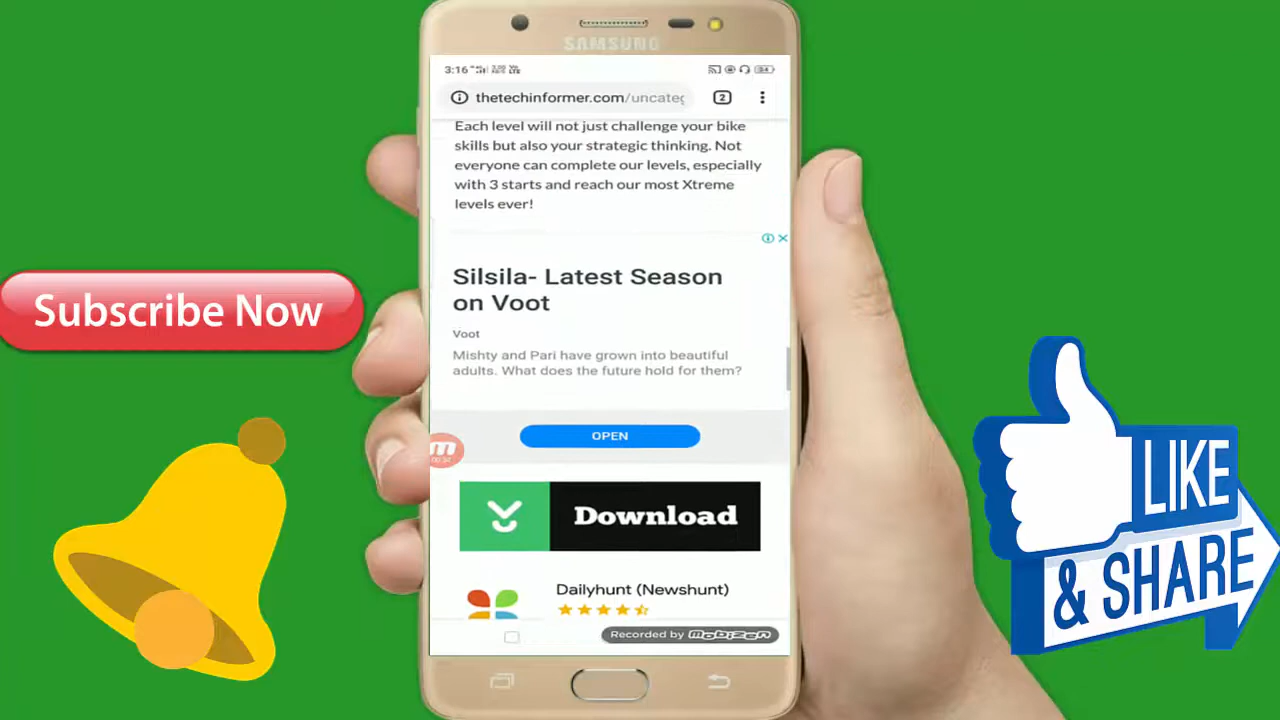 SAMSUNG
3:16
thetechinformer.com/uncateg
2
Each level will not just challenge your bike
skills but also your strategic thinking. Not
everyone can complete our levels, especially
with 3 starts and reach our most Xtreme
levels ever!
Silsila- Latest Season
on Voot
Voot
Mishty and Pari have grown into beautiful
adults. What does the future hold for them?
OPEN
Download
Dailyhunt (Newshunt)
Recorded by MOBIZEN
Subscribe Now
LIKE
& SHARE